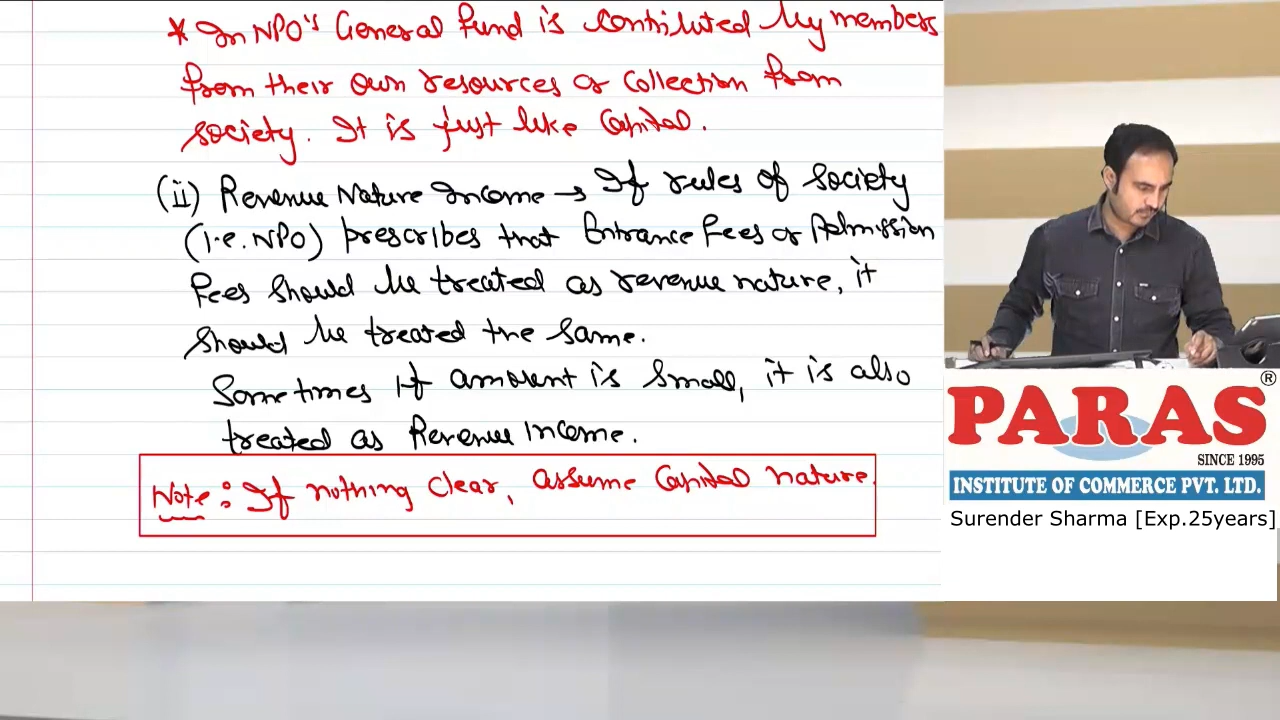 * In NPO's General Fund is contributed by members
from their own resources or collection from
society. It is just like Capital.
(ii) Revenue Nature Income → If rules of society
(i.e. NPO) prescribes that Entrance Fees or Admission
Fees should be treated as revenue nature, it
should be treated the same.
Sometimes if amount is small, it is also
treated as Revenue Income.
Note: If nothing clear, assume Capital nature.
PARAS ®
SINCE 1995
INSTITUTE OF COMMERCE PVT. LTD.
Surender Sharma [Exp.25years]